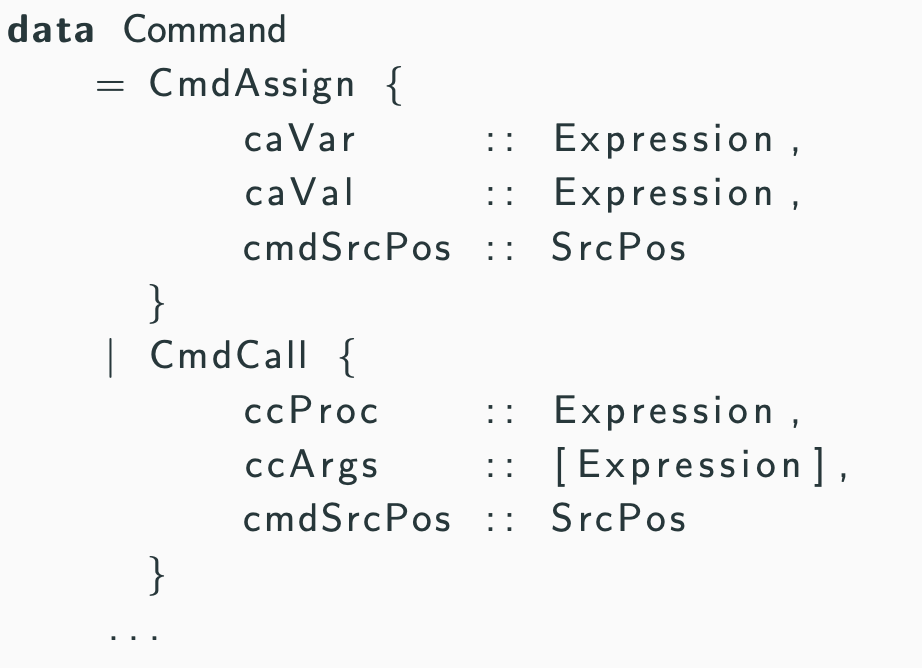 data Command
    = CmdAssign {
          caVar     :: Expression,
          caVal     :: Expression,
          cmdSrcPos :: SrcPos
      }
    | CmdCall {
          ccProc    :: Expression,
          ccArgs    :: [Expression],
          cmdSrcPos :: SrcPos
      }
    ...